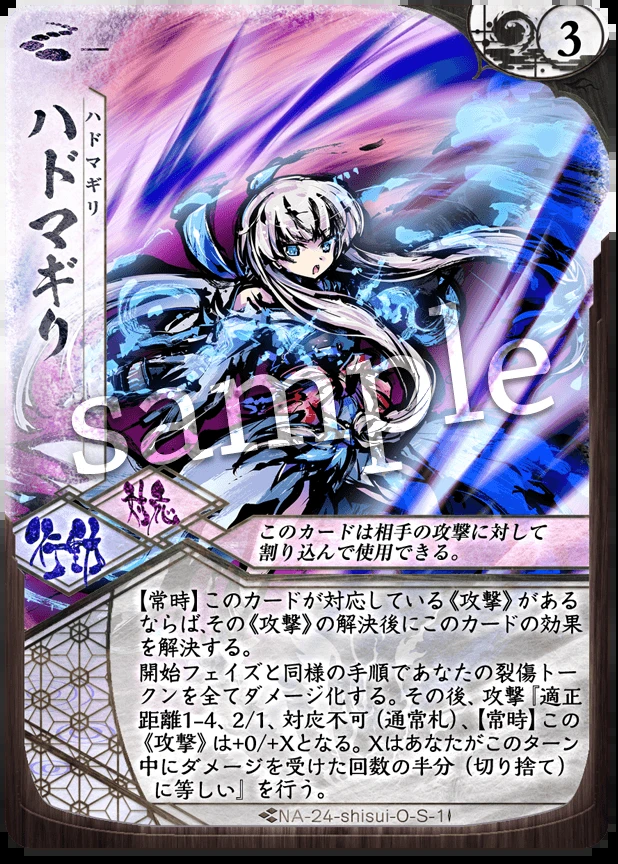 3
ハドマギリ
ハドマギリ
sample
対応
行動
このカードは相手の攻撃に対して
割り込んで使用できる。
【常時】このカードが対応している《攻撃》がある
ならば、その《攻撃》の解決後にこのカードの効果
を解決する。
開始フェイズと同様の手順であなたの裂傷トー
クンを全てダメージ化する。その後、攻撃『適正
距離1-4、2/1、対応不可（通常札）、【常時】この
《攻撃》は+0/+Xとなる。Xはあなたがこのターン
中にダメージを受けた回数の半分（切り捨て）
に等しい』を行う。
NA-24-shisui-O-S-1